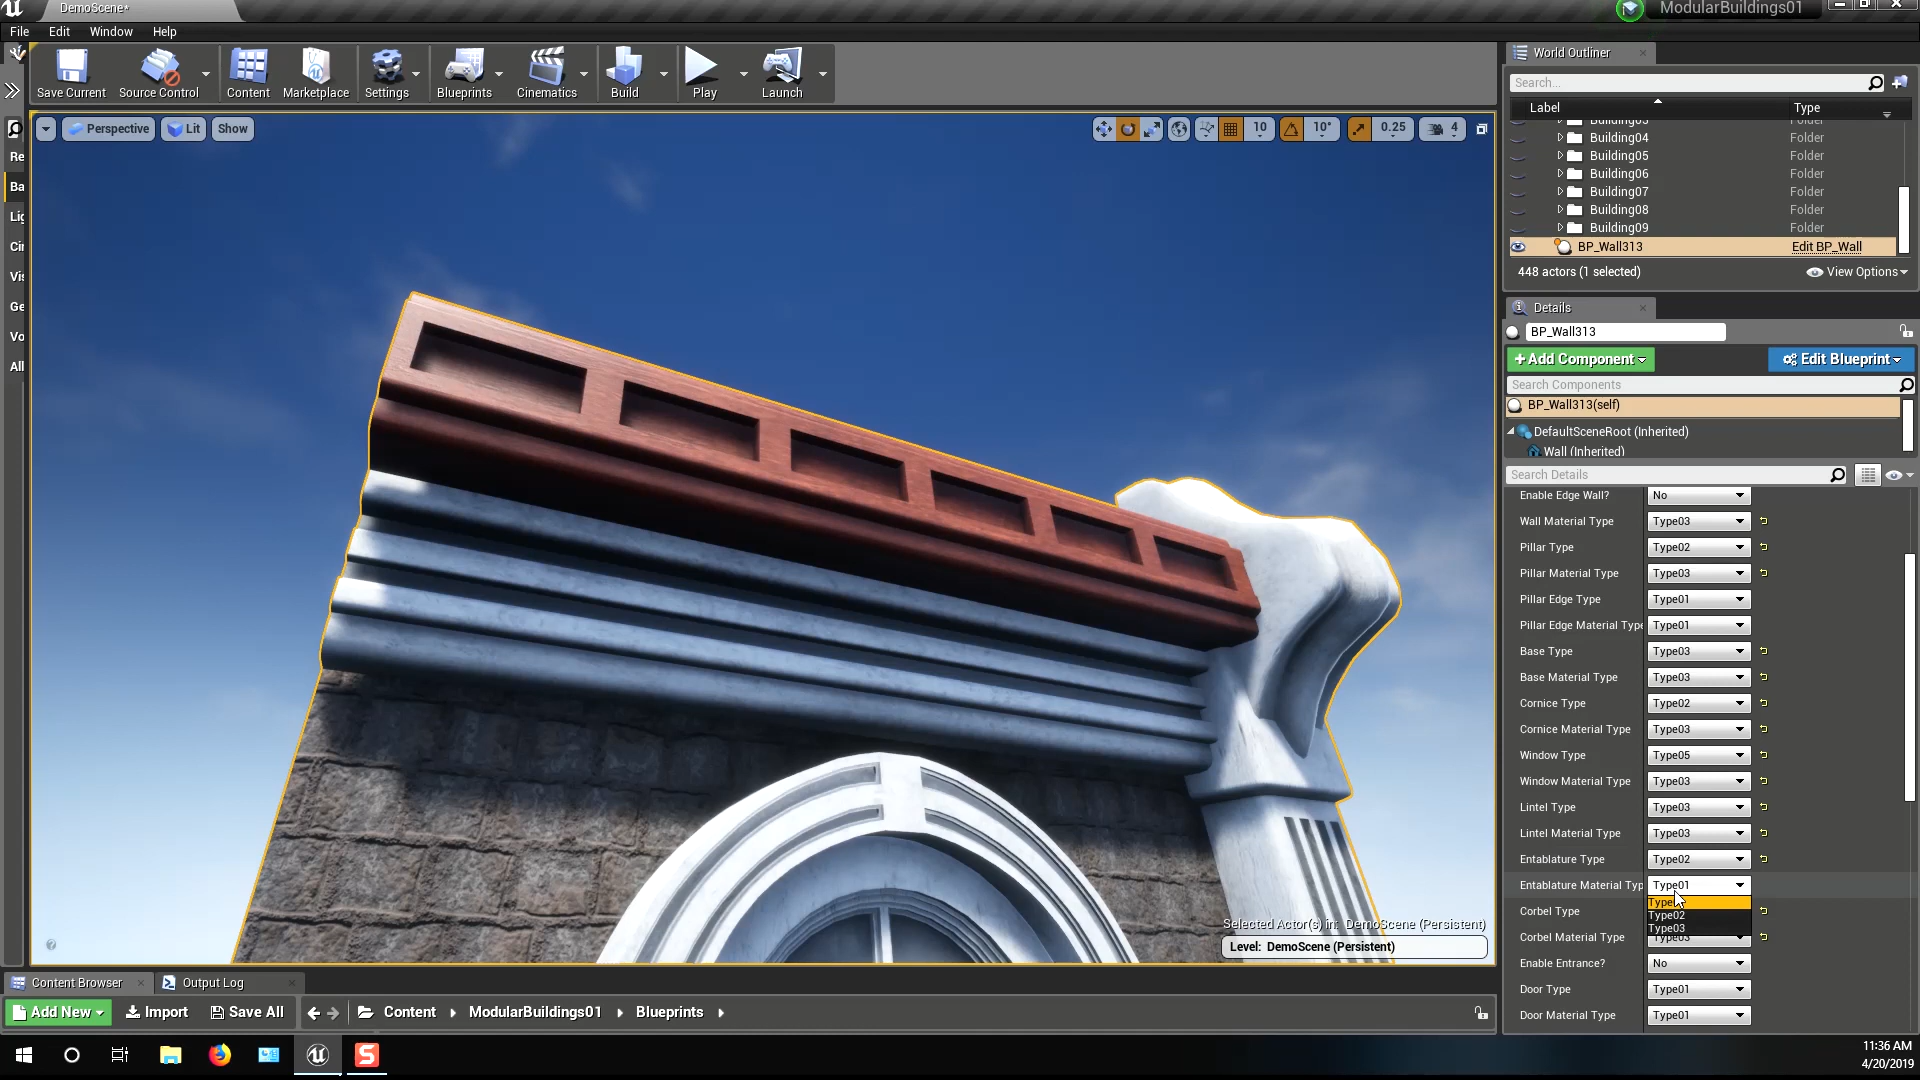 DemoScene*
ModularBuildings01
File Edit Window Help
Save Current
Source Control
Content
Marketplace
Settings
Blueprints
Cinematics
Build
Play
Launch
World Outliner
Search...
Label Type
Building03 Folder
Building04 Folder
Building05 Folder
Building06 Folder
Building07 Folder
Building08 Folder
Building09 Folder
BP_Wall313 Edit BP_Wall
448 actors (1 selected) View Options
Perspective Lit Show
10 10° 0.25 4
Re
Ba
Lig
Cir
Vis
Ge
Vo
All
Details
BP_Wall313
+Add Component Edit Blueprint
Search Components
BP_Wall313(self)
DefaultSceneRoot (Inherited)
Wall (Inherited)
Search Details
Enable Edge Wall? No
Wall Material Type Type03
Pillar Type Type02
Pillar Material Type Type03
Pillar Edge Type Type01
Pillar Edge Material Type Type01
Base Type Type03
Base Material Type Type03
Cornice Type Type02
Cornice Material Type Type03
Window Type Type05
Window Material Type Type03
Lintel Type Type03
Lintel Material Type Type03
Entablature Type Type02
Entablature Material Typ Type01
Type02
Type03
Corbel Type
Corbel Material Type Type03
Enable Entrance? No
Door Type Type01
Door Material Type Type01
Selected Actor(s) in: DemoScene (Persistent)
Level: DemoScene (Persistent)
Content Browser
Output Log
Add New Import Save All Content ModularBuildings01 Blueprints
S
11:36 AM
4/20/2019